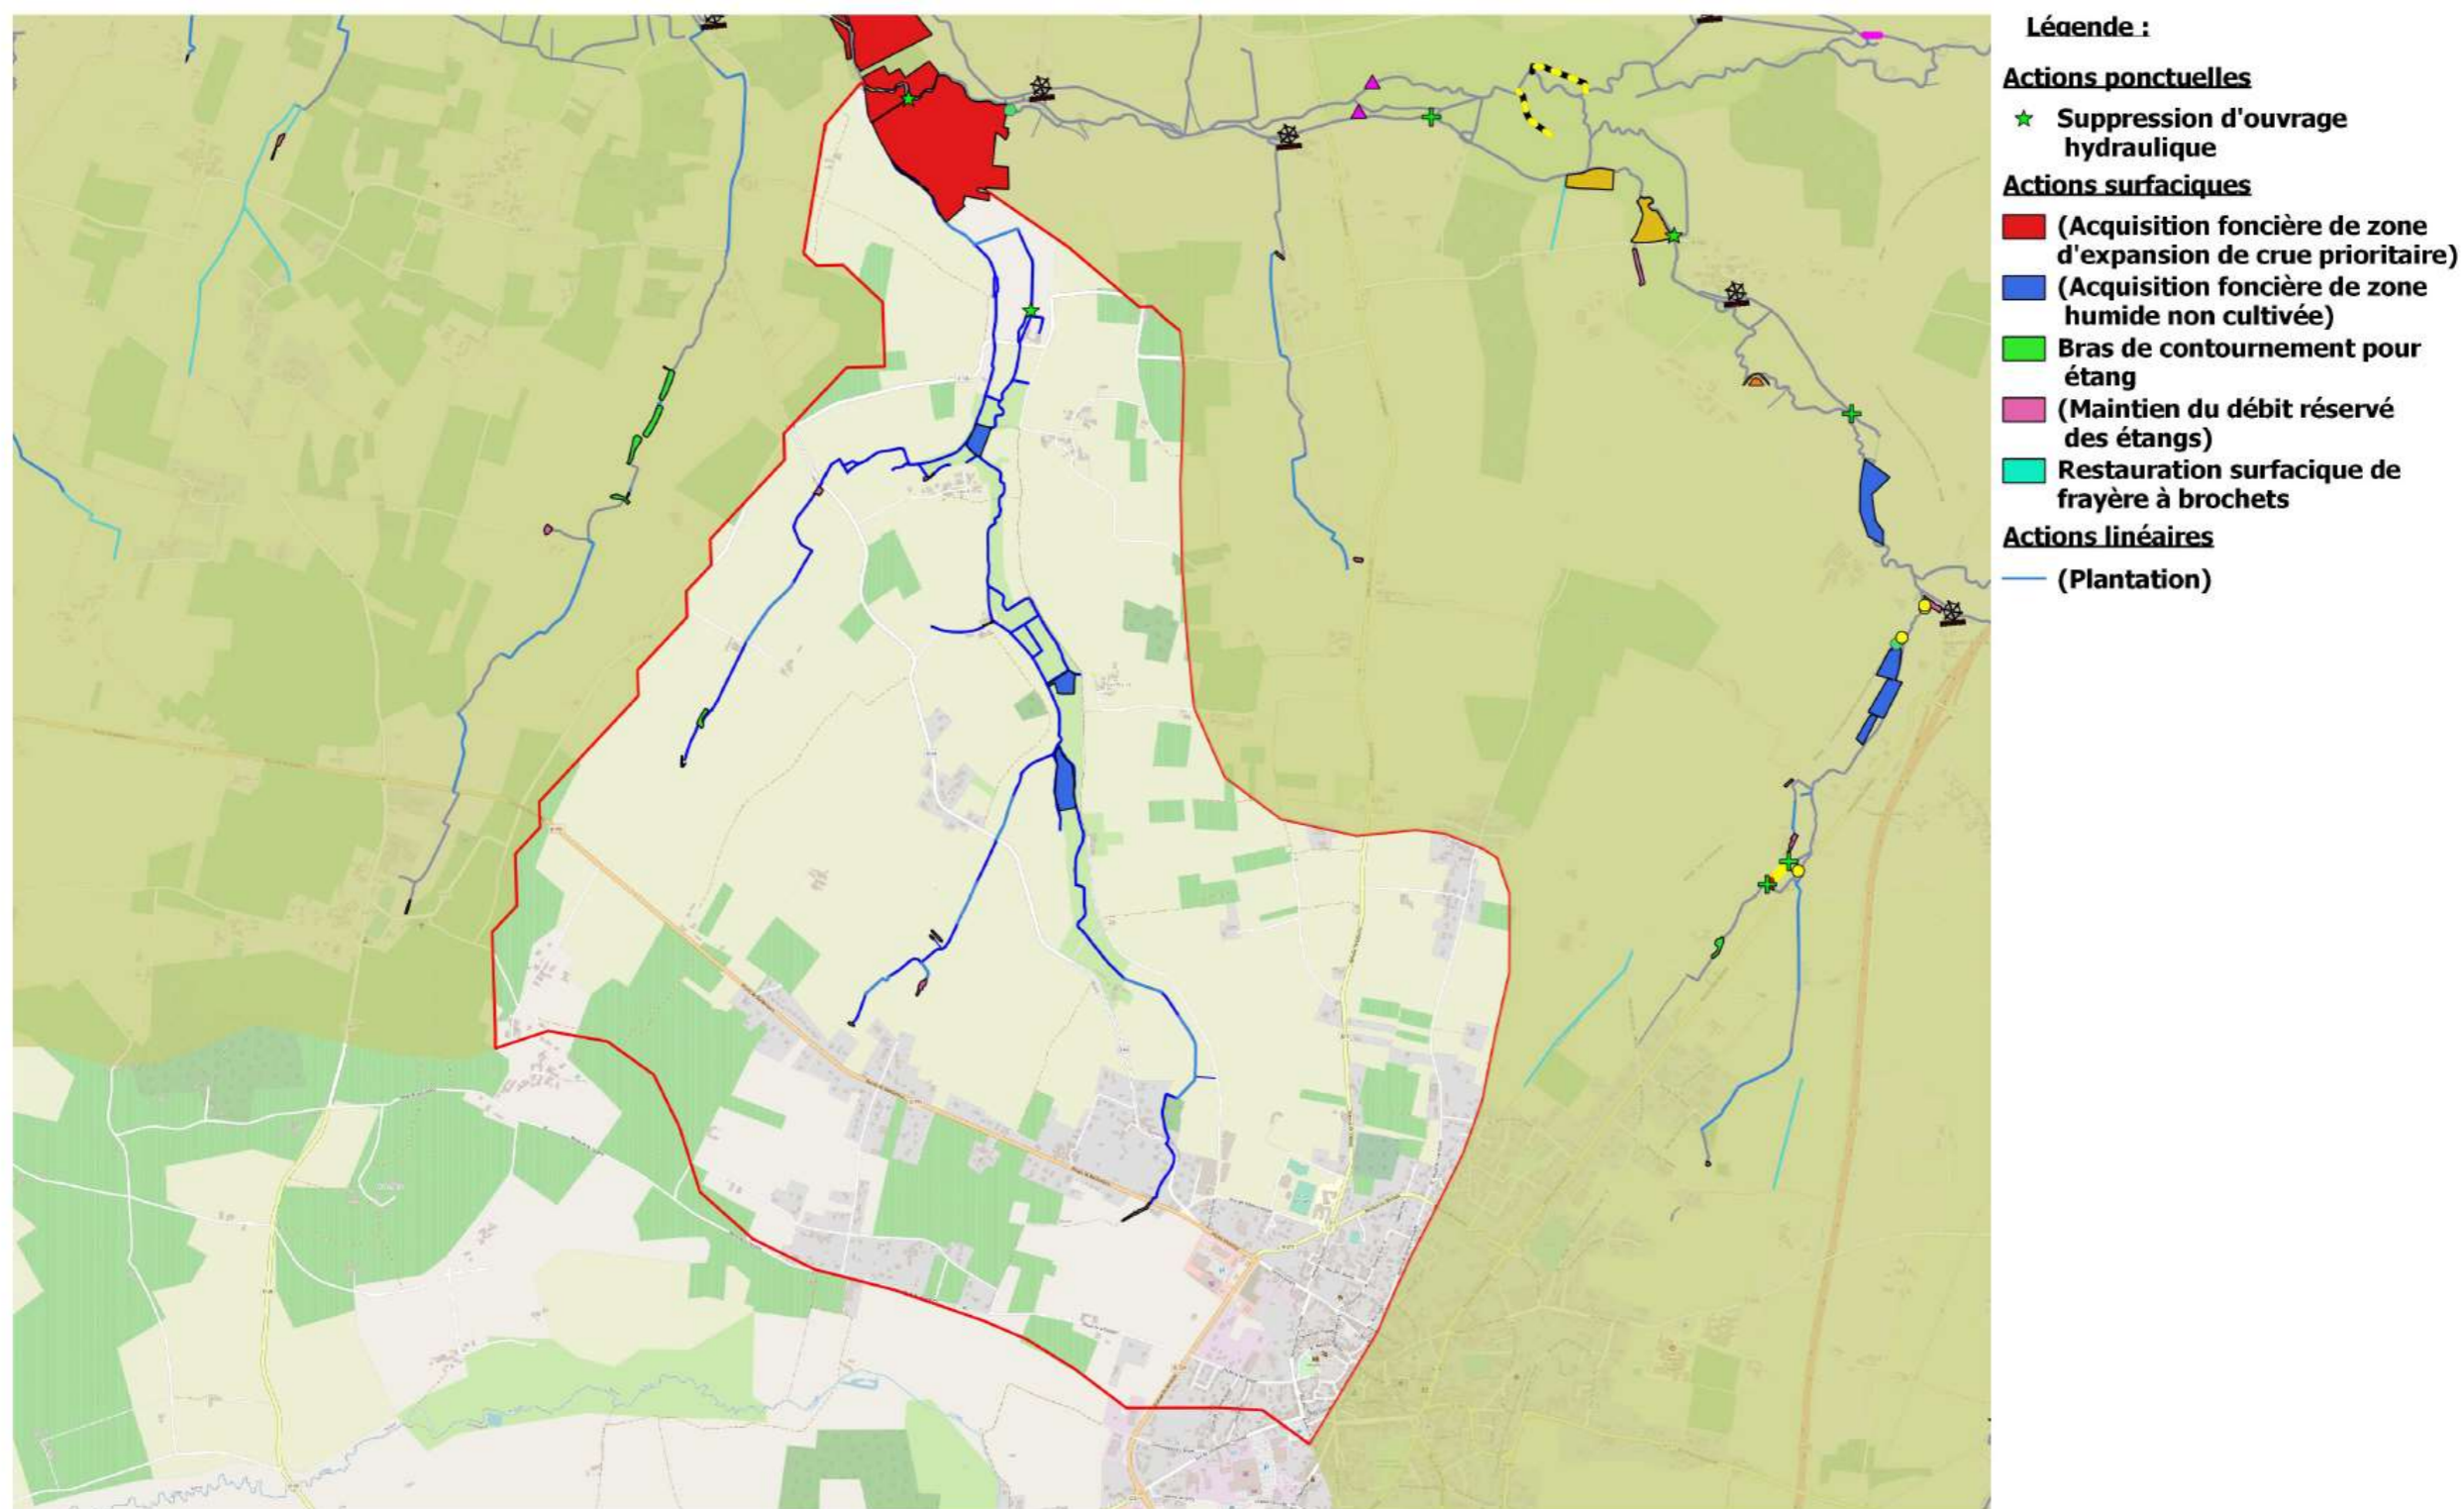 Légende :
Actions ponctuelles
Suppression d'ouvrage
hydraulique
Actions surfaciques
(Acquisition foncière de zone
d'expansion de crue prioritaire)
(Acquisition foncière de zone
humide non cultivée)
Bras de contournement pour
étang
(Maintien du débit réservé
des étangs)
Restauration surfacique de
frayère à brochets
Actions linéaires
(Plantation)